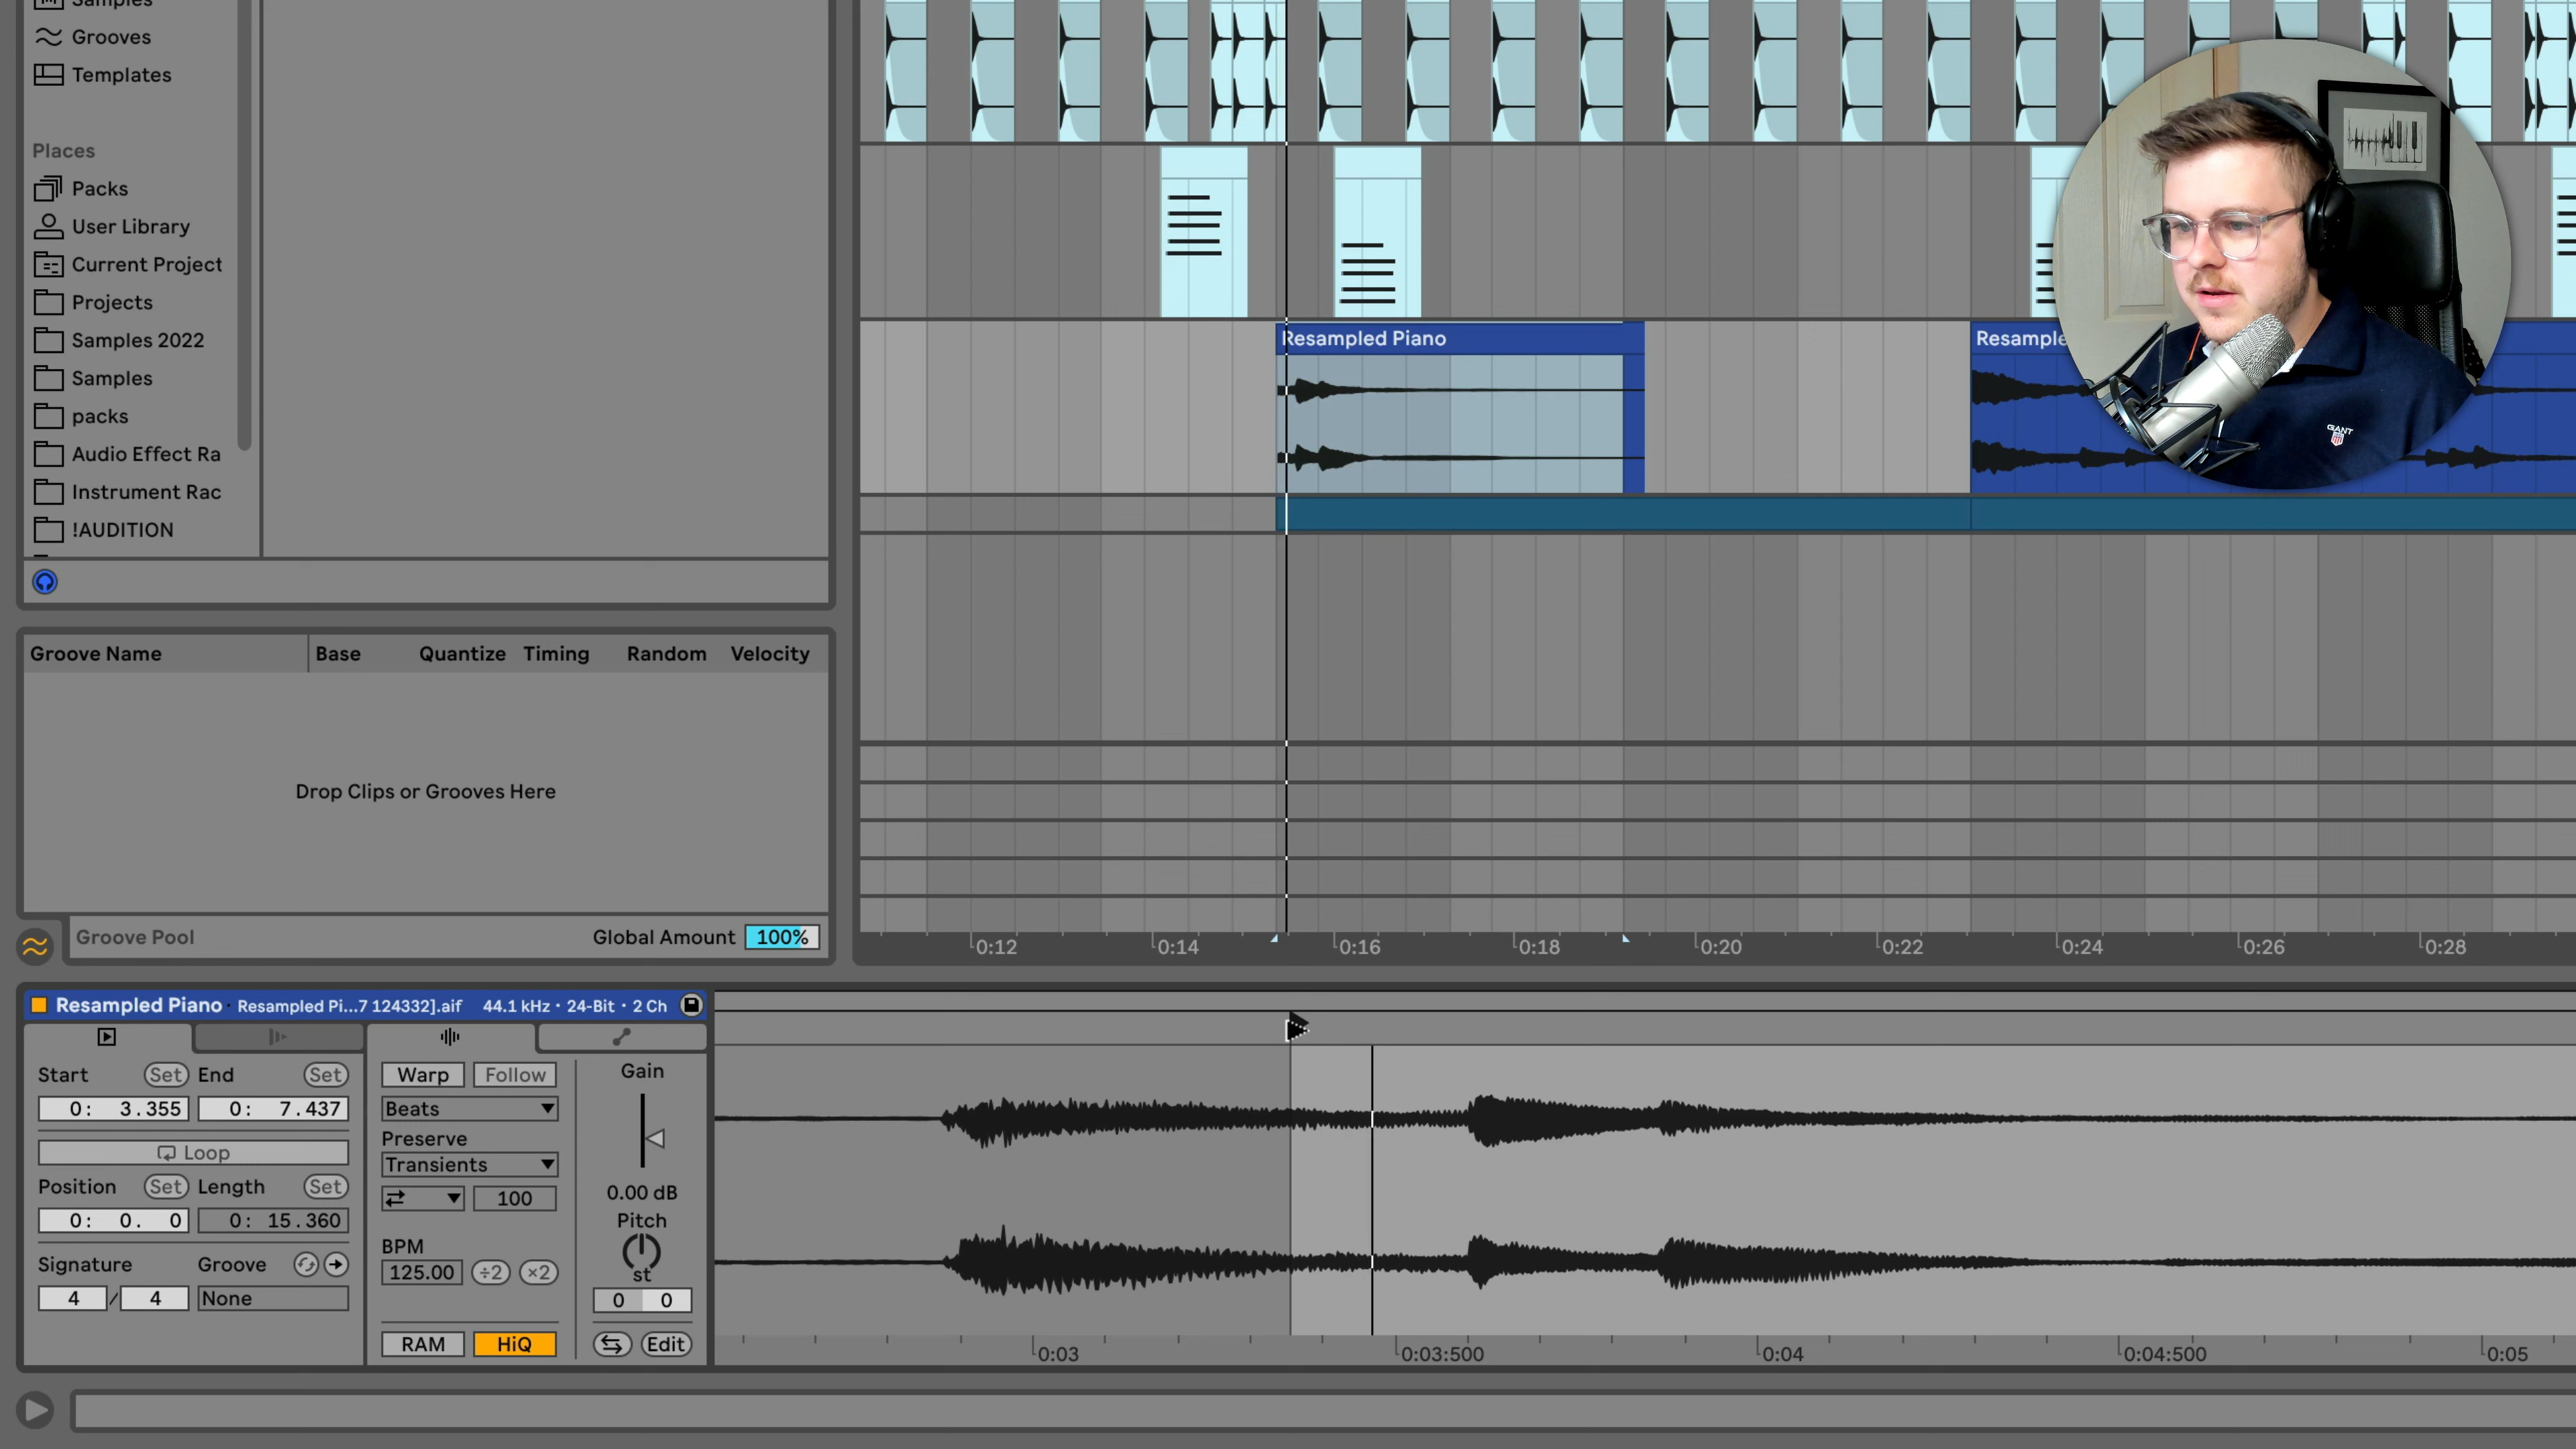 Samples
Grooves
Templates
Places
Packs
User Library
Current Project
Projects
Samples 2022
Samples
packs
Audio Effect Ra
Instrument Rac
!AUDITION
Resampled Piano
Resample
GANT
Groove Name Base Quantize Timing Random Velocity
Drop Clips or Grooves Here
Groove Pool Global Amount 100%
0:12 0:14 0:16 0:18 0:20 0:22 0:24 0:26 0:28
Resampled Piano · Resampled Pi...7 124332].aif 44.1 kHz · 24-Bit · 2 Ch
Start Set End Set
0: 3.355 0: 7.437
Loop
Position Set Length Set
0: 0. 0 0: 15.360
Signature Groove
4 / 4 None
Warp Follow
Beats
Preserve
Transients
100
BPM
125.00 ÷2 ×2
RAM HiQ
Gain
0.00 dB
Pitch
st
0 0
Edit
0:03 0:03:500 0:04 0:04:500 0:05